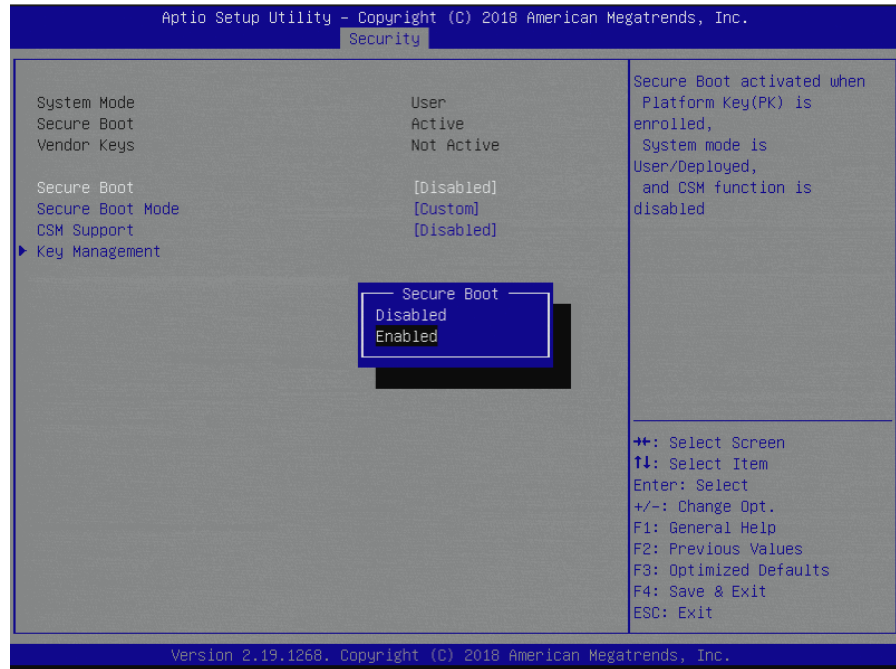 Aptio Setup Utility – Copyright (C) 2018 American Megatrends, Inc.
Security
System Mode User
Secure Boot Active
Vendor Keys Not Active
Secure Boot [Disabled]
Secure Boot Mode [Custom]
CSM Support [Disabled]
▶ Key Management
Secure Boot
Disabled
Enabled
Secure Boot activated when
Platform Key(PK) is
enrolled,
System mode is
User/Deployed,
and CSM function is
disabled
→←: Select Screen
↑↓: Select Item
Enter: Select
+/-: Change Opt.
F1: General Help
F2: Previous Values
F3: Optimized Defaults
F4: Save & Exit
ESC: Exit
Version 2.19.1268. Copyright (C) 2018 American Megatrends, Inc.